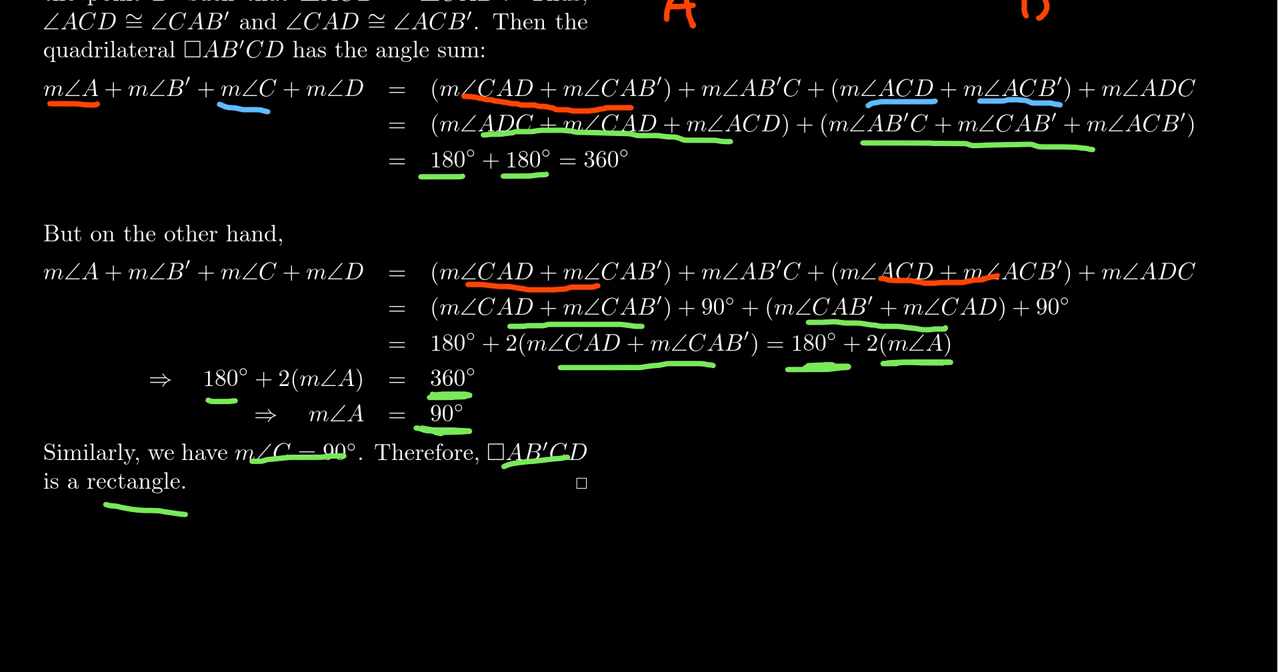 A B
∠ACD ≅ ∠CAB′ and ∠CAD ≅ ∠ACB′. Then the
quadrilateral □AB′CD has the angle sum:
m∠A + m∠B′ + m∠C + m∠D = (m∠CAD + m∠CAB′) + m∠AB′C + (m∠ACD + m∠ACB′) + m∠ADC
= (m∠ADC + m∠CAD + m∠ACD) + (m∠AB′C + m∠CAB′ + m∠ACB′)
= 180° + 180° = 360°
But on the other hand,
m∠A + m∠B′ + m∠C + m∠D = (m∠CAD + m∠CAB′) + m∠AB′C + (m∠ACD + m∠ACB′) + m∠ADC
= (m∠CAD + m∠CAB′) + 90° + (m∠CAB′ + m∠CAD) + 90°
= 180° + 2(m∠CAD + m∠CAB′) = 180° + 2(m∠A)
⇒ 180° + 2(m∠A) = 360°
⇒ m∠A = 90°
Similarly, we have m∠C = 90°. Therefore, □AB′CD
is a rectangle. □